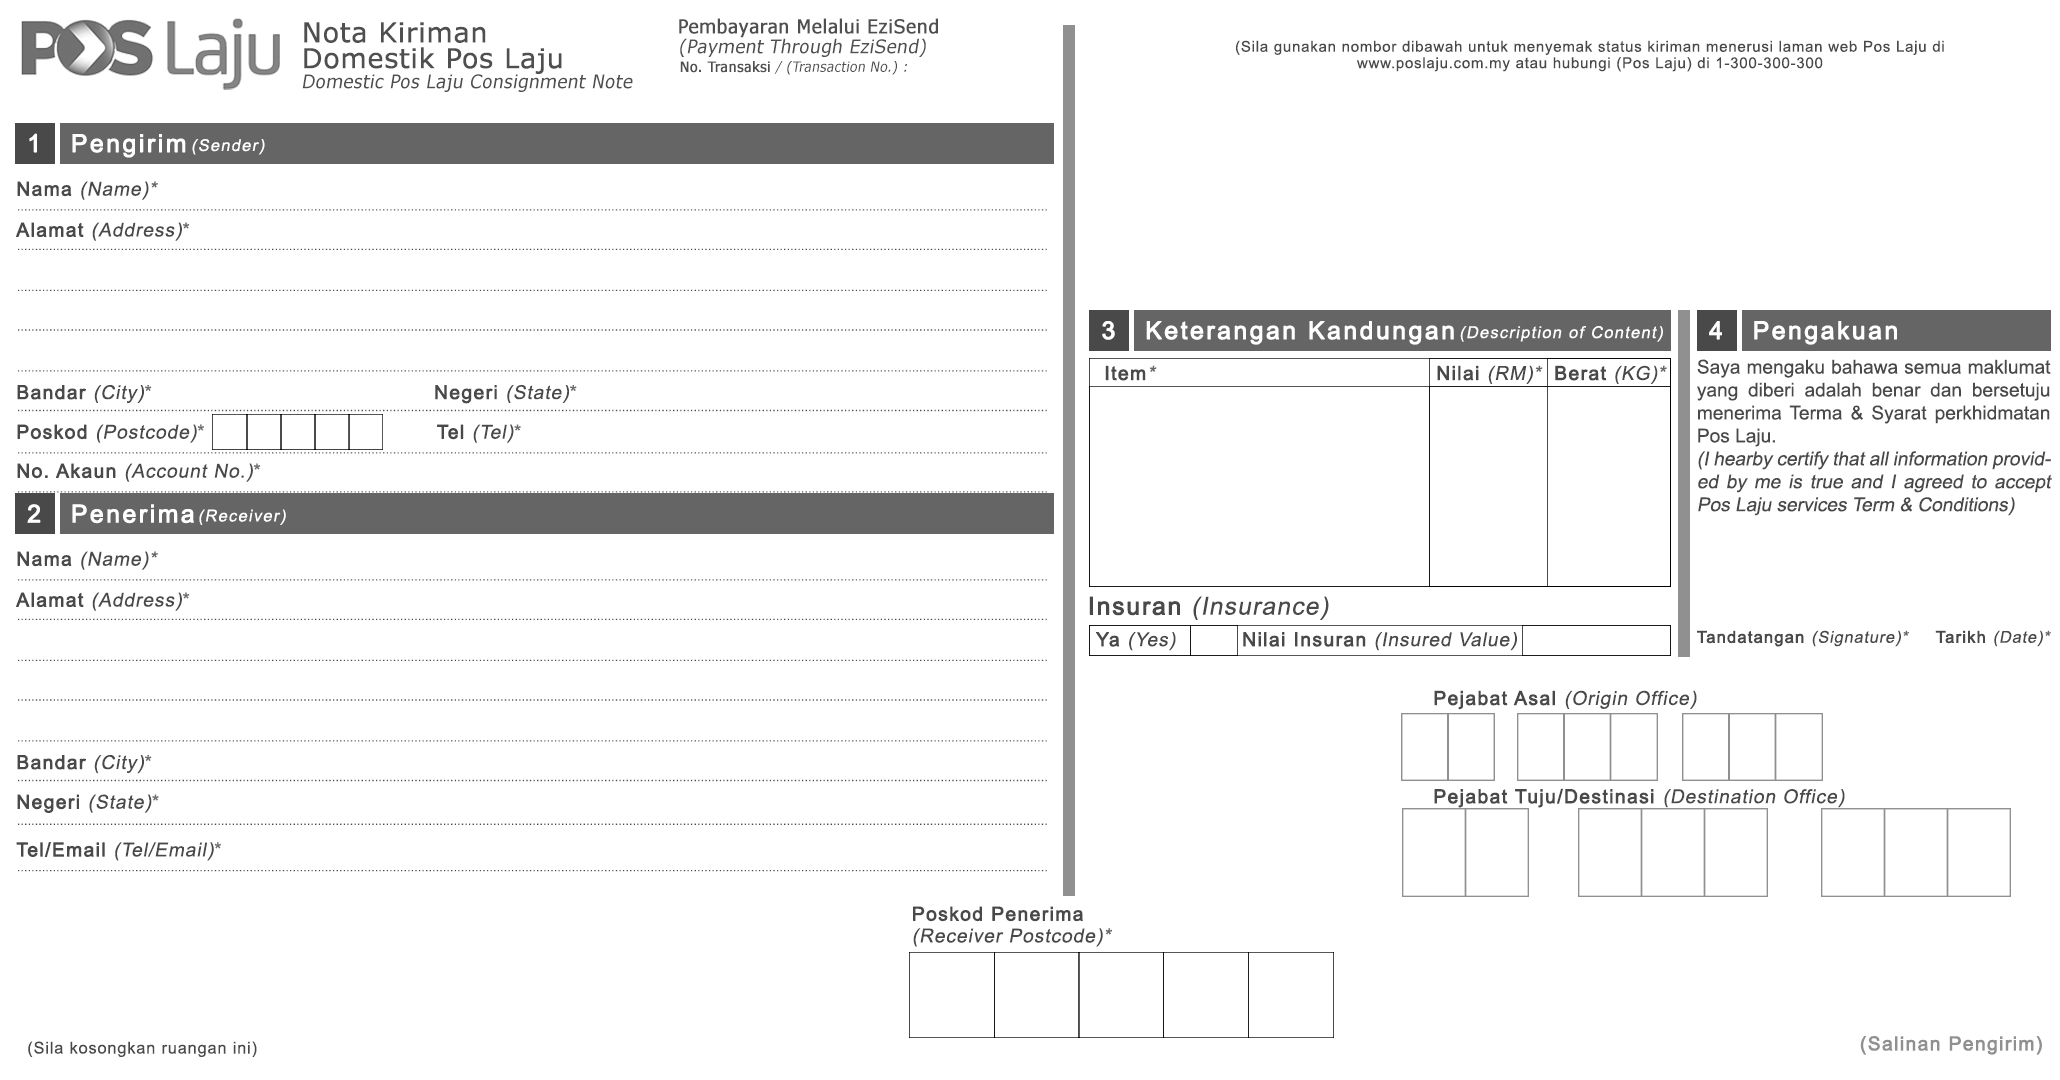 POS Laju
Nota Kiriman
Domestik Pos Laju
Domestic Pos Laju Consignment Note
Pembayaran Melalui EziSend
(Payment Through EziSend)
No. Transaksi / (Transaction No.) :
(Sila gunakan nombor dibawah untuk menyemak status kiriman menerusi laman web Pos Laju di
www.poslaju.com.my atau hubungi (Pos Laju) di 1-300-300-300
1 Pengirim (Sender)
Nama (Name)*
Alamat (Address)*
Bandar (City)* Negeri (State)*
Poskod (Postcode)* Tel (Tel)*
No. Akaun (Account No.)*
2 Penerima (Receiver)
Nama (Name)*
Alamat (Address)*
Bandar (City)*
Negeri (State)*
Tel/Email (Tel/Email)*
Poskod Penerima
(Receiver Postcode)*
(Sila kosongkan ruangan ini)
3 Keterangan Kandungan (Description of Content)
Item* Nilai (RM)* Berat (KG)*
Insuran (Insurance)
Ya (Yes) Nilai Insuran (Insured Value)
4 Pengakuan
Saya mengaku bahawa semua maklumat
yang diberi adalah benar dan bersetuju
menerima Terma & Syarat perkhidmatan
Pos Laju.
(I hearby certify that all information provid-
ed by me is true and I agreed to accept
Pos Laju services Term & Conditions)
Tandatangan (Signature)* Tarikh (Date)*
Pejabat Asal (Origin Office)
Pejabat Tuju/Destinasi (Destination Office)
(Salinan Pengirim)